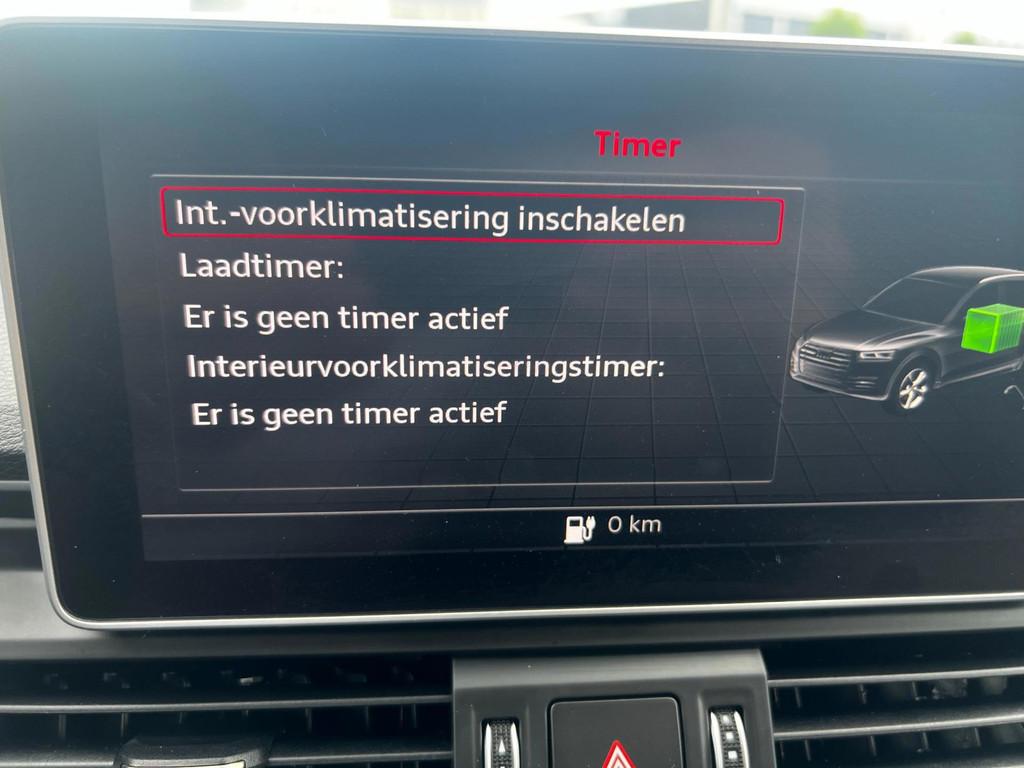 Timer
Int.-voorklimatisering inschakelen
Laadtimer:
Er is geen timer actief
Interieurvoorklimatiseringstimer:
Er is geen timer actief
0 km